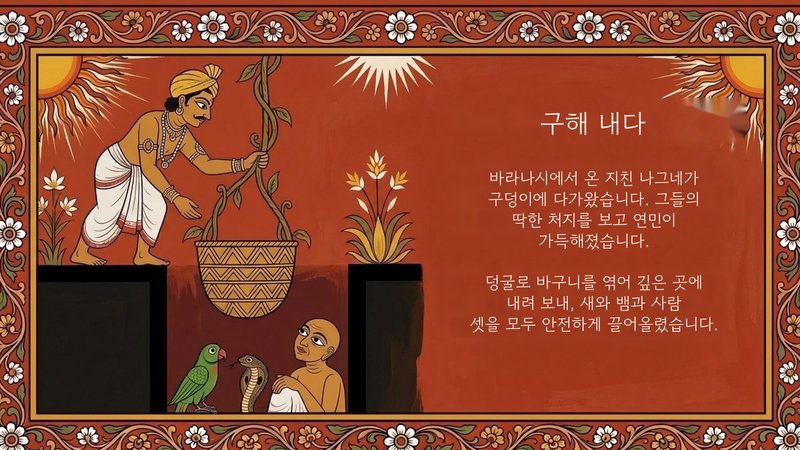 구해 내다
바라나시에서 온 지친 나그네가
구덩이에 다가왔습니다. 그들의
딱한 처지를 보고 연민이
가득해졌습니다.
덩굴로 바구니를 엮어 깊은 곳에
내려 보내, 새와 뱀과 사람
셋을 모두 안전하게 끌어올렸습니다.